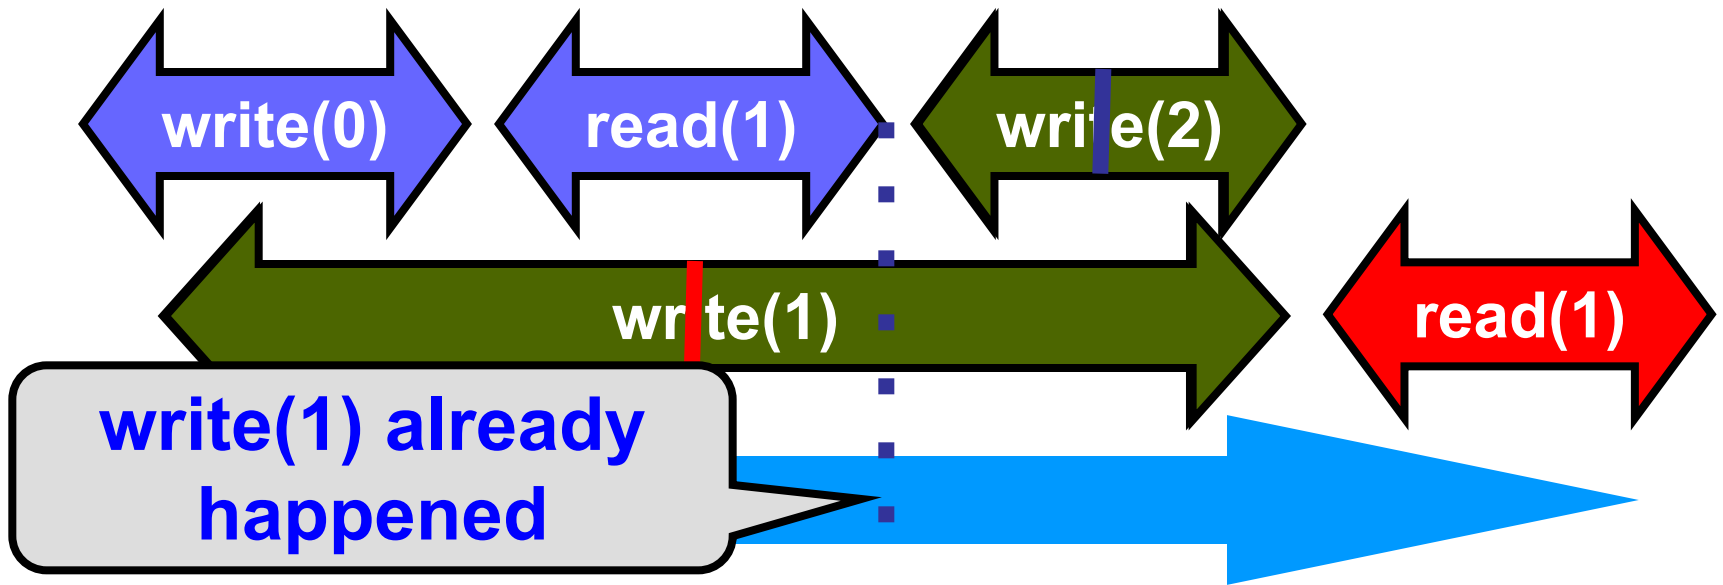 write(0)
read(1)
write(2)
write(1)
read(1)
write(1) already
happened